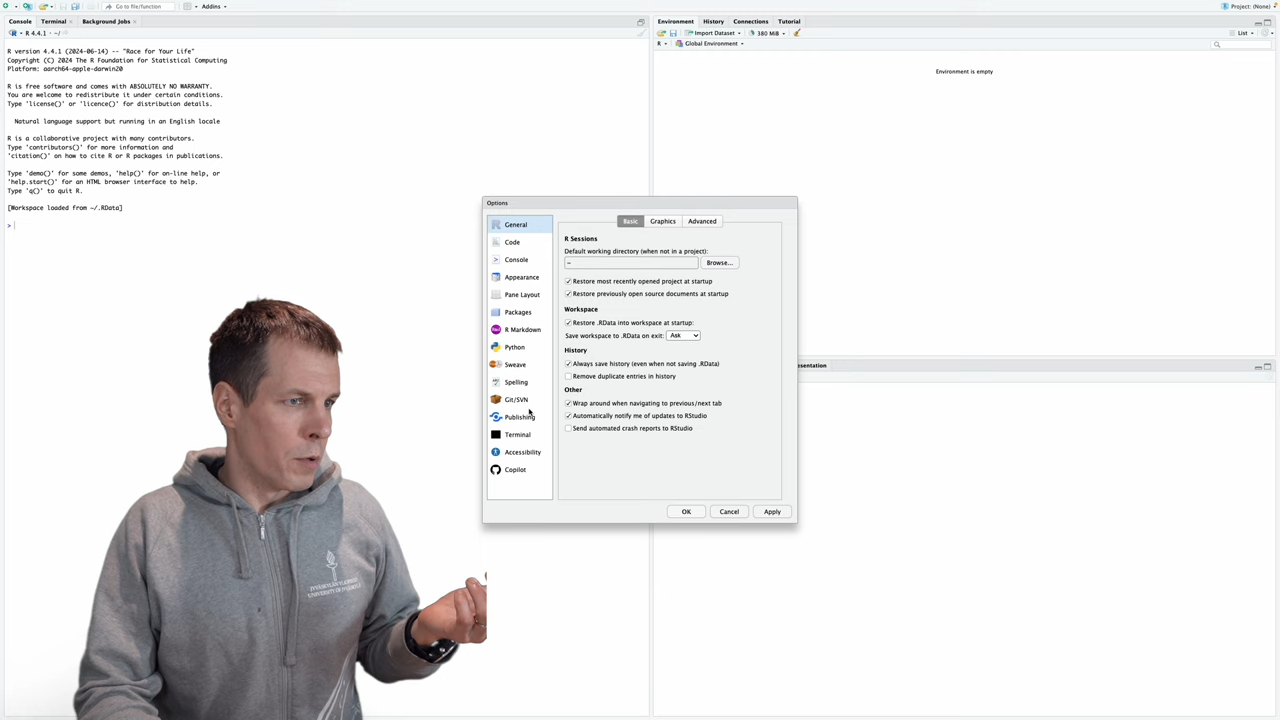 Go to file/function
Addins
Project: (None)
Console
Terminal
Background Jobs
R 4.4.1 · ~/
R version 4.4.1 (2024-06-14) -- "Race for Your Life"
Copyright (C) 2024 The R Foundation for Statistical Computing
Platform: aarch64-apple-darwin20
R is free software and comes with ABSOLUTELY NO WARRANTY.
You are welcome to redistribute it under certain conditions.
Type 'license()' or 'licence()' for distribution details.
Natural language support but running in an English locale
R is a collaborative project with many contributors.
Type 'contributors()' for more information and
'citation()' on how to cite R or R packages in publications.
Type 'demo()' for some demos, 'help()' for on-line help, or
'help.start()' for an HTML browser interface to help.
Type 'q()' to quit R.
[Workspace loaded from ~/.RData]
>
Environment
History
Connections
Tutorial
Import Dataset
380 MiB
List
R
Global Environment
Environment is empty
Options
General
Code
Console
Appearance
Pane Layout
Packages
R Markdown
Python
Sweave
Spelling
Git/SVN
Publishing
Terminal
Accessibility
Copilot
Basic
Graphics
Advanced
R Sessions
Default working directory (when not in a project):
~
Browse...
Restore most recently opened project at startup
Restore previously open source documents at startup
Workspace
Restore .RData into workspace at startup:
Save workspace to .RData on exit: Ask
History
Always save history (even when not saving .RData)
Remove duplicate entries in history
Other
Wrap around when navigating to previous/next tab
Automatically notify me of updates to RStudio
Send automated crash reports to RStudio
OK
Cancel
Apply
esentation
JYVÄSKYLÄN YLIOPISTO
UNIVERSITY OF JYVÄSKYLÄ